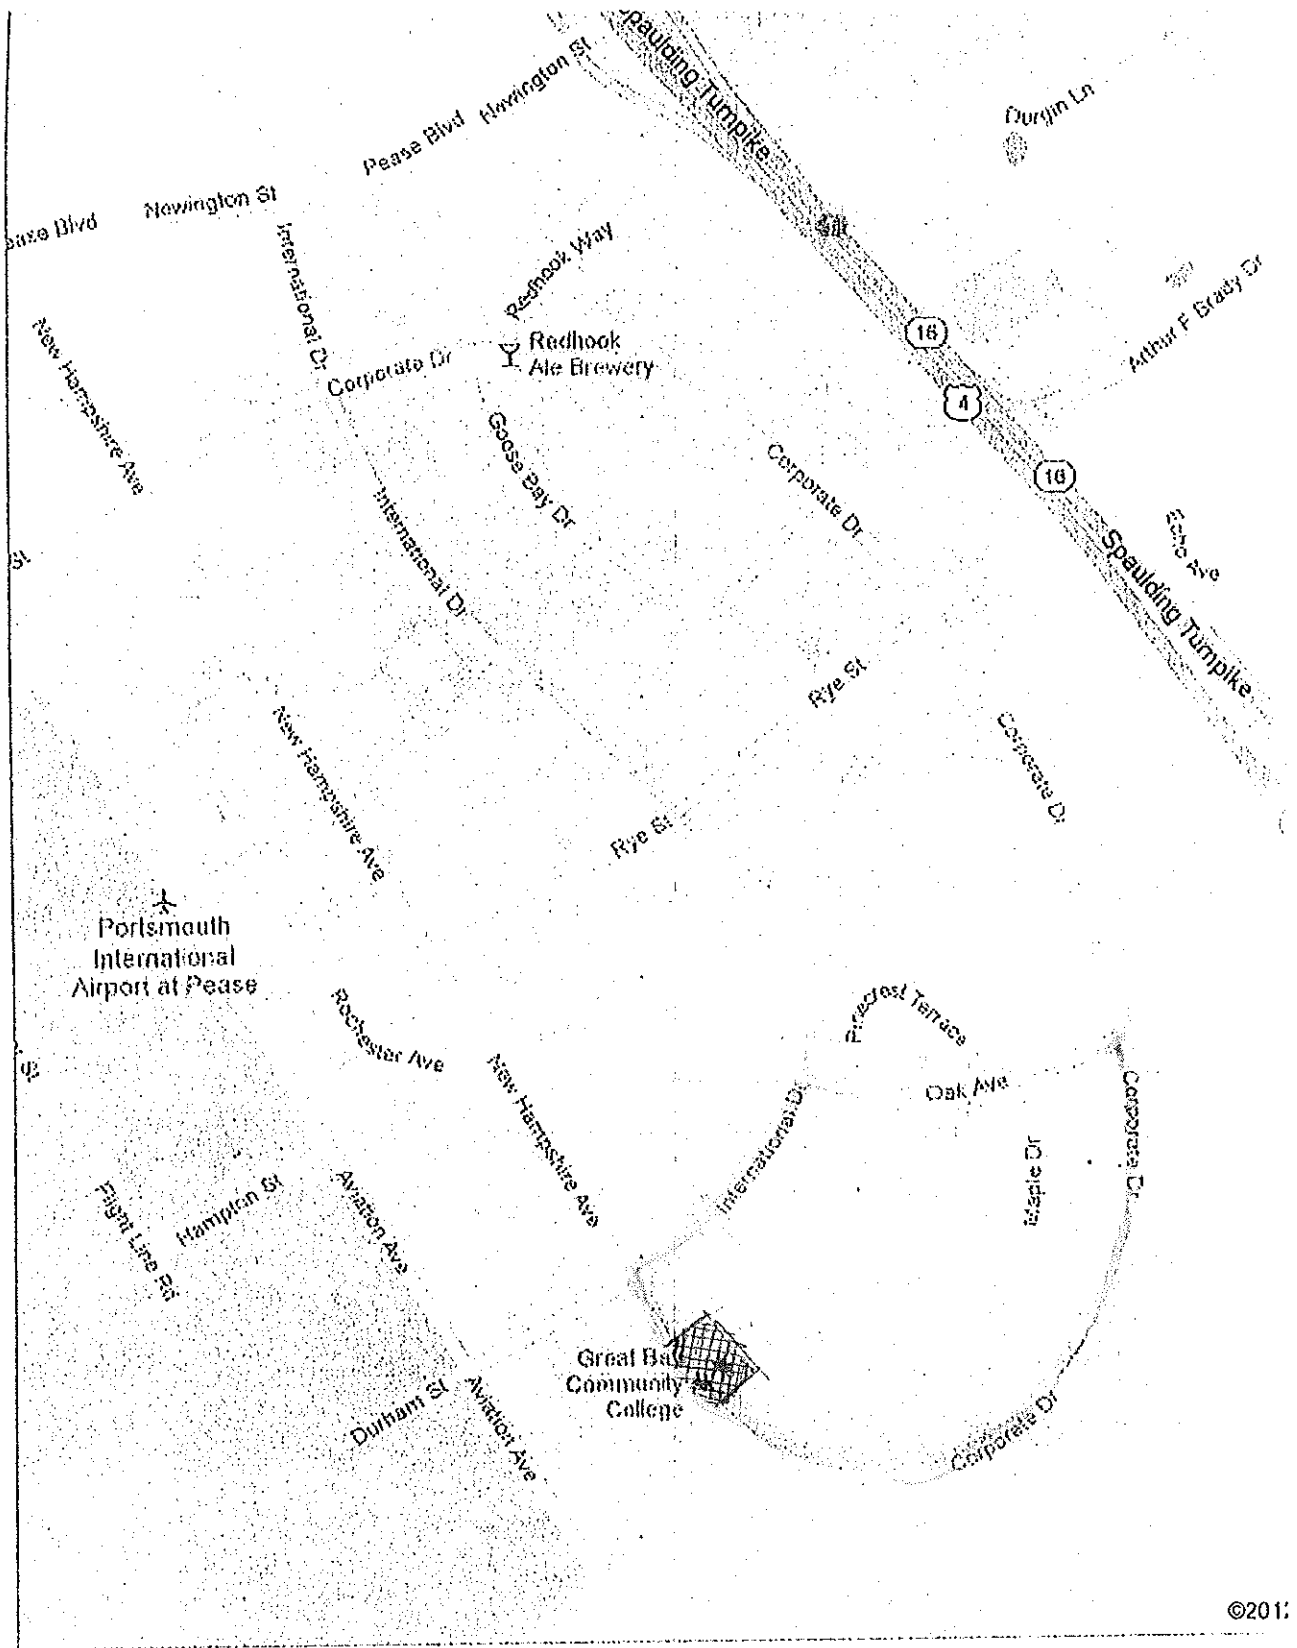 Spaulding Turnpike
Newington St
Pease Blvd
Durgin Ln
Newington St
Blvd
International Dr
Redhook Way
Arthur F Brady Dr
New Hampshire Ave
16
Redhook
Ale Brewery
Corporate Dr
4
Goose Bay Dr
Corporate Dr
16
International Dr
Echo Ave
St
Spaulding Turnpike
Rye St
New Hampshire Ave
Corporate Dr
Rye St
Portsmouth
International
Airport at Pease
Rochester Ave
Pinecrest Terrace
New Hampshire Ave
Oak Ave
International Dr
Corporate Dr
Maple Dr
Flight Line Rd
Hampton St
Aviation Ave
Great Bay
Community
College
Durham St
Aviation Ave
Corporate Dr
©201